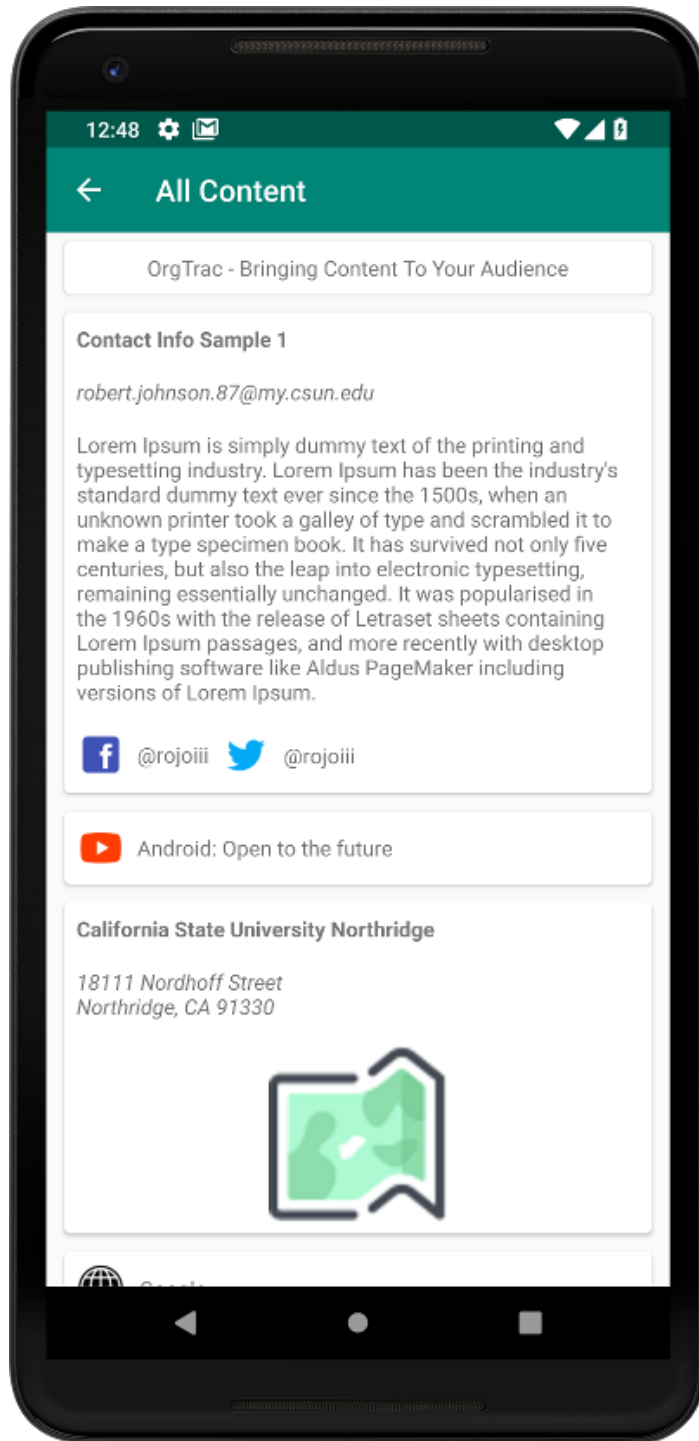 12:48
All Content
OrgTrac - Bringing Content To Your Audience
Contact Info Sample 1
robert.johnson.87@my.csun.edu
Lorem Ipsum is simply dummy text of the printing and
typesetting industry. Lorem Ipsum has been the industry's
standard dummy text ever since the 1500s, when an
unknown printer took a galley of type and scrambled it to
make a type specimen book. It has survived not only five
centuries, but also the leap into electronic typesetting,
remaining essentially unchanged. It was popularised in
the 1960s with the release of Letraset sheets containing
Lorem Ipsum passages, and more recently with desktop
publishing software like Aldus PageMaker including
versions of Lorem Ipsum.
@rojoiii @rojoiii
Android: Open to the future
California State University Northridge
18111 Nordhoff Street
Northridge, CA 91330